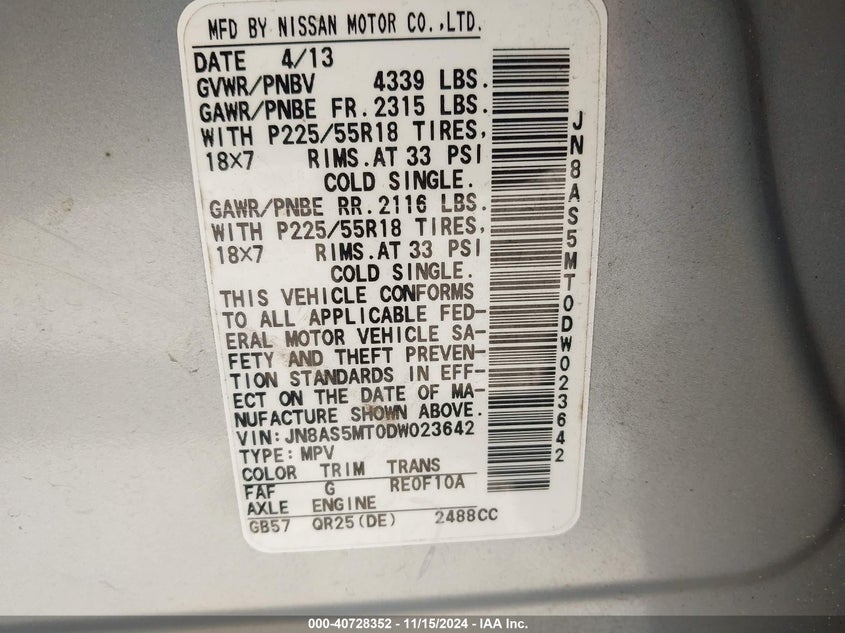 MFD BY NISSAN MOTOR CO.,LTD.
DATE 4/13
GVWR/PNBV 4339 LBS.
GAWR/PNBE FR.2315 LBS.
WITH P225/55R18 TIRES,
18X7 RIMS.AT 33 PSI
COLD SINGLE.
GAWR/PNBE RR.2116 LBS.
WITH P225/55R18 TIRES,
18X7 RIMS.AT 33 PSI
COLD SINGLE.
THIS VEHICLE CONFORMS
TO ALL APPLICABLE FED-
ERAL MOTOR VEHICLE SA-
FETY AND THEFT PREVEN-
TION STANDARDS IN EFF-
ECT ON THE DATE OF MA-
NUFACTURE SHOWN ABOVE.
VIN:JN8AS5MT0DW023642
TYPE:MPV
COLOR TRIM TRANS
FAF G RE0F10A
AXLE ENGINE
GB57 QR25(DE) 2488CC
JN8AS5MT0DW023642
000-40728352 - 11/15/2024 - IAA Inc.